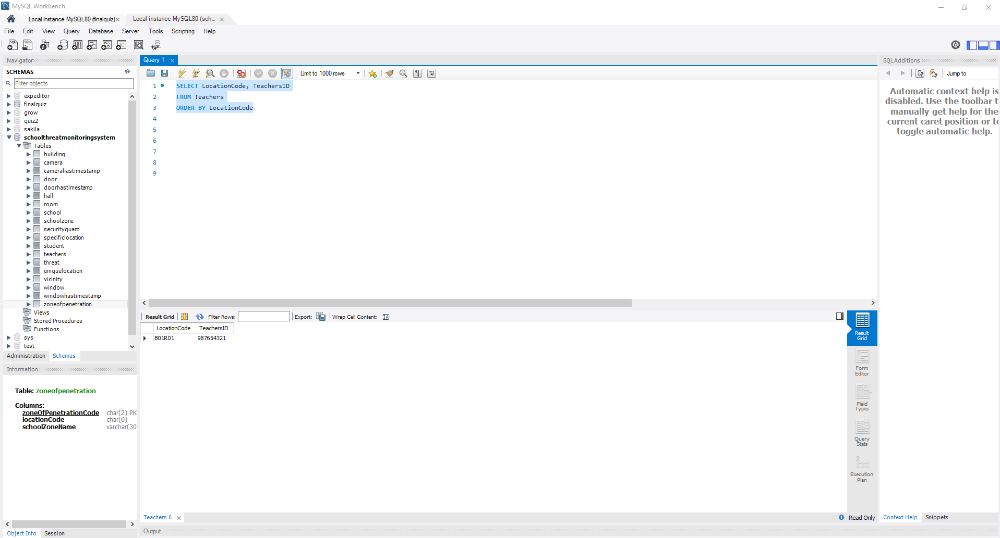 MySQL Workbench
Local instance MySQL80 (finalquiz)
Local instance MySQL80 (sch...
File Edit View Query Database Server Tools Scripting Help
Navigator
SCHEMAS
Filter objects
expeditor
finalquiz
grow
quiz2
sakila
schoolthreatmonitoringsystem
Tables
building
camera
camerahastimestamp
door
doorhastimestamp
hall
room
school
schoolzone
securityguard
specificlocation
student
teachers
threat
uniquelocation
vicinity
window
windowhastimestamp
zoneofpenetration
Views
Stored Procedures
Functions
sys
test
Administration Schemas
Information
Table: zoneofpenetration
Columns:
zoneOfPenetrationCode char(2) PK
locationCode char(6)
schoolZoneName varchar(30
Object Info Session
Query 1
Limit to 1000 rows
1 SELECT LocationCode, TeachersID
2 FROM Teachers
3 ORDER BY LocationCode
4
5
6
7
8
9
Result Grid Filter Rows: Export: Wrap Cell Content:
LocationCode TeachersID
B01R01 987654321
Result
Grid
Form
Editor
Field
Types
Query
Stats
Execution
Plan
Teachers 6
Read Only
Output
SQLAdditions
Jump to
Automatic context help is
disabled. Use the toolbar t
manually get help for the
current caret position or to
toggle automatic help.
Context Help Snippets